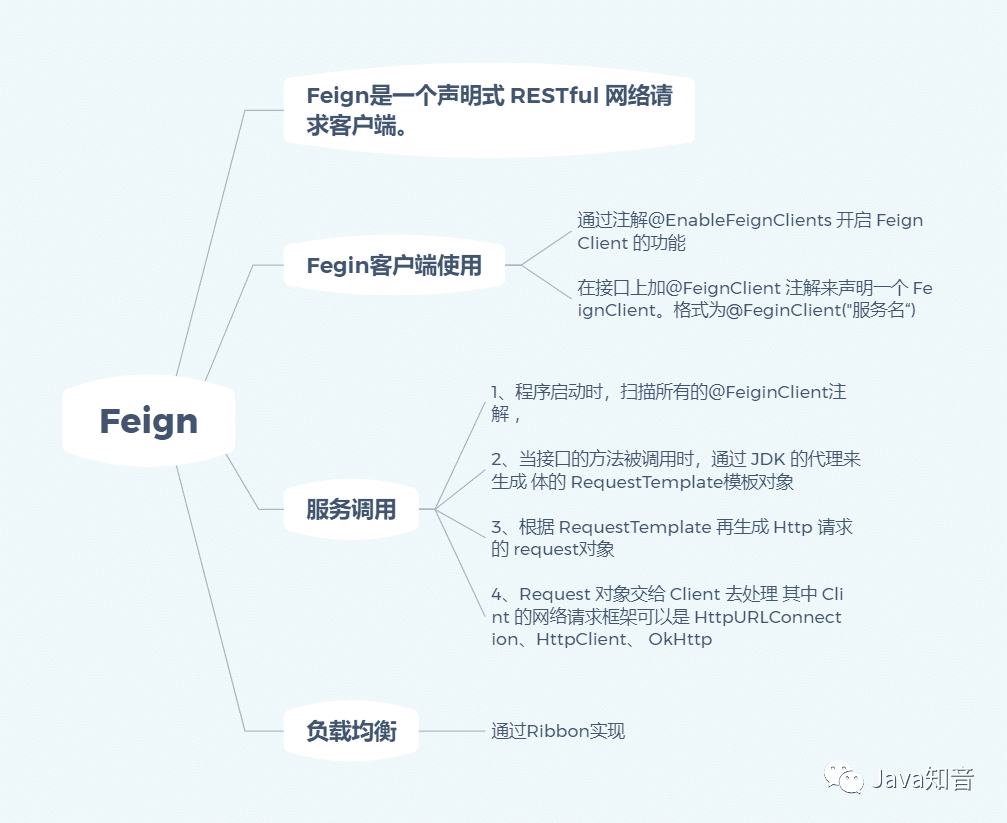 Feign是一个声明式 RESTful 网络请
求客户端。
Fegin客户端使用
通过注解@EnableFeignClients 开启 Feign
Client 的功能
在接口上加@FeignClient 注解来声明一个 Fe
ignClient。格式为@FeginClient("服务名“)
Feign
服务调用
1、程序启动时，扫描所有的@FeiginClient注
解，
2、当接口的方法被调用时，通过 JDK 的代理来
生成 体的 RequestTemplate模板对象
3、根据 RequestTemplate 再生成 Http 请求
的 request对象
4、Request 对象交给 Client 去处理 其中 Cli
nt 的网络请求框架可以是 HttpURLConnect
ion、HttpClient、 OkHttp
负载均衡
通过Ribbon实现
Java知音